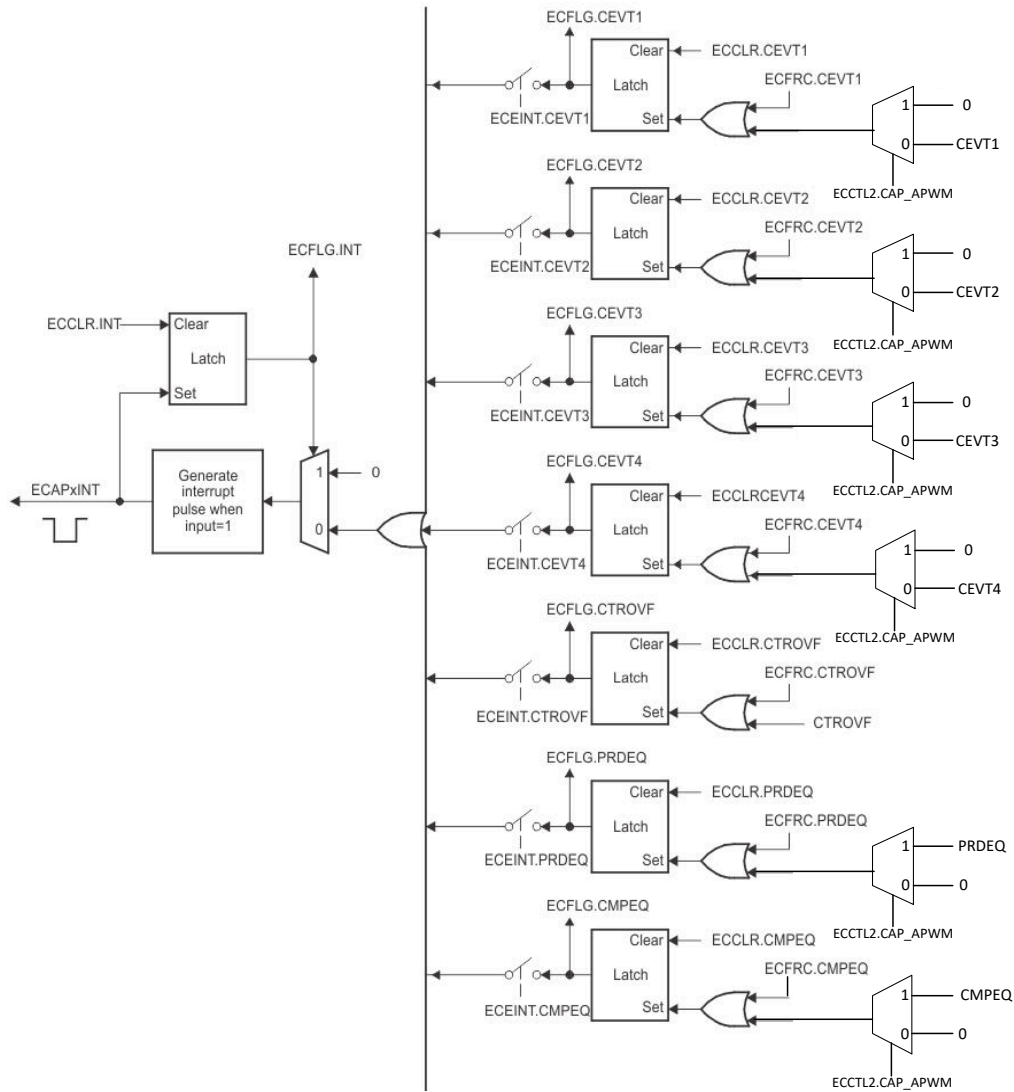 ECFLG.CEVT1
Clear
ECCLR.CEVT1
Latch
ECFRC.CEVT1
ECEINT.CEVT1
Set
1
0
0
CEVT1
ECCTL2.CAP_APWM
ECFLG.CEVT2
Clear
ECCLR.CEVT2
Latch
ECFRC.CEVT2
ECEINT.CEVT2
Set
1
0
0
CEVT2
ECCTL2.CAP_APWM
ECFLG.CEVT3
Clear
ECCLR.CEVT3
Latch
ECFRC.CEVT3
ECEINT.CEVT3
Set
1
0
0
CEVT3
ECCTL2.CAP_APWM
ECFLG.INT
ECCLR.INT
Clear
Latch
Set
ECAPxINT
Generate
interrupt
pulse when
input=1
1
0
0
ECFLG.CEVT4
Clear
ECCLRCEVT4
Latch
ECFRC.CEVT4
ECEINT.CEVT4
Set
1
0
0
CEVT4
ECCTL2.CAP_APWM
ECFLG.CTROVF
Clear
ECCLR.CTROVF
Latch
ECFRC.CTROVF
ECEINT.CTROVF
Set
CTROVF
ECFLG.PRDEQ
Clear
ECCLR.PRDEQ
Latch
ECFRC.PRDEQ
ECEINT.PRDEQ
Set
1
PRDEQ
0
0
ECCTL2.CAP_APWM
ECFLG.CMPEQ
Clear
ECCLR.CMPEQ
Latch
ECFRC.CMPEQ
ECEINT.CMPEQ
Set
1
CMPEQ
0
0
ECCTL2.CAP_APWM